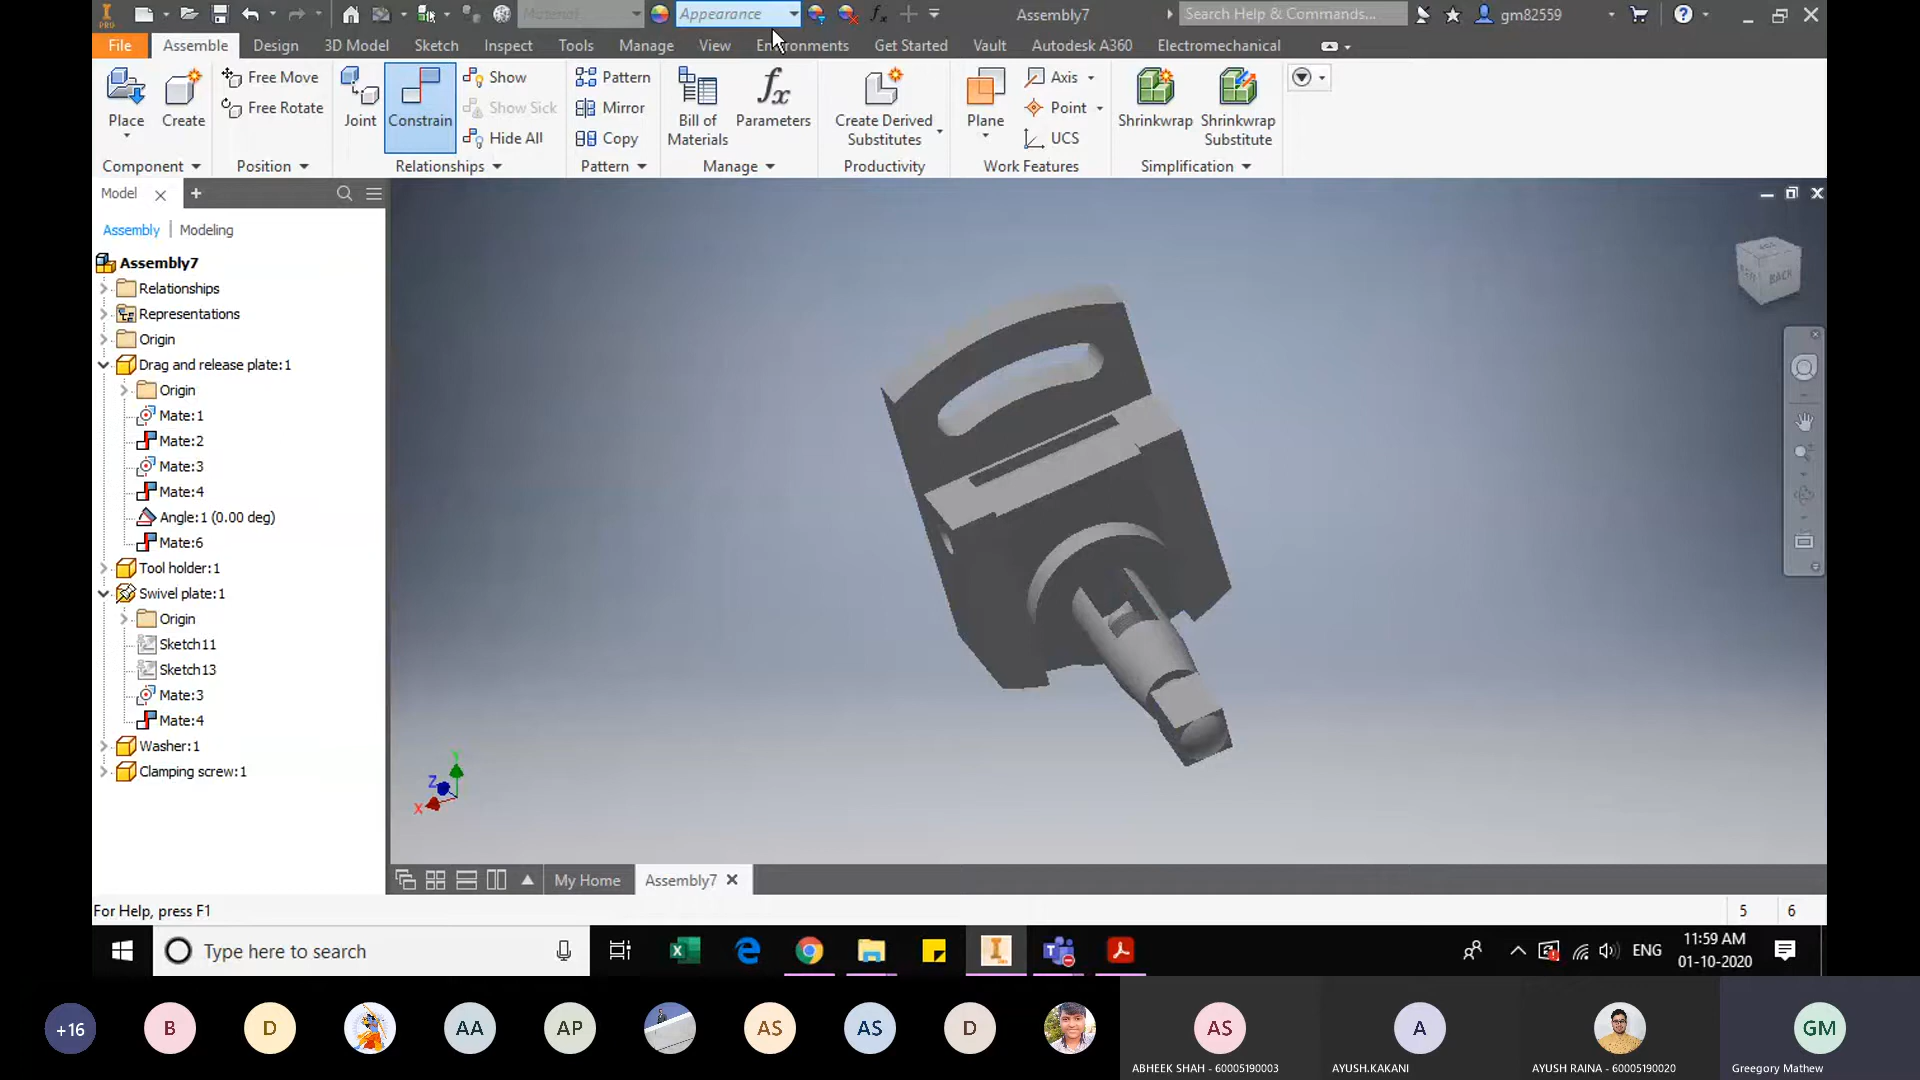 PRO
Material
Appearance
Assembly7
Search Help & Commands...
gm82559
File
Assemble
Design
3D Model
Sketch
Inspect
Tools
Manage
View
Environments
Get Started
Vault
Autodesk A360
Electromechanical
Place
Create
Free Move
Free Rotate
Joint
Constrain
Show
Show Sick
Hide All
Pattern
Mirror
Copy
Bill of
Materials
Parameters
Create Derived
Substitutes
Plane
Axis
Point
UCS
Shrinkwrap
Shrinkwrap
Substitute
Component
Position
Relationships
Pattern
Manage
Productivity
Work Features
Simplification
Model
Assembly | Modeling
Assembly7
Relationships
Representations
Origin
Drag and release plate:1
Origin
Mate:1
Mate:2
Mate:3
Mate:4
Angle:1 (0.00 deg)
Mate:6
Tool holder:1
Swivel plate:1
Origin
Sketch11
Sketch13
Mate:3
Mate:4
Washer:1
Clamping screw:1
BACK
Y
Z
X
My Home
Assembly7
For Help, press F1
5
6
Type here to search
ENG
11:59 AM
01-10-2020
+16
B
D
AA
AP
AS
AS
D
AS
A
GM
ABHEEK SHAH - 60005190003
AYUSH.KAKANI
AYUSH RAINA - 60005190020
Greegory Mathew